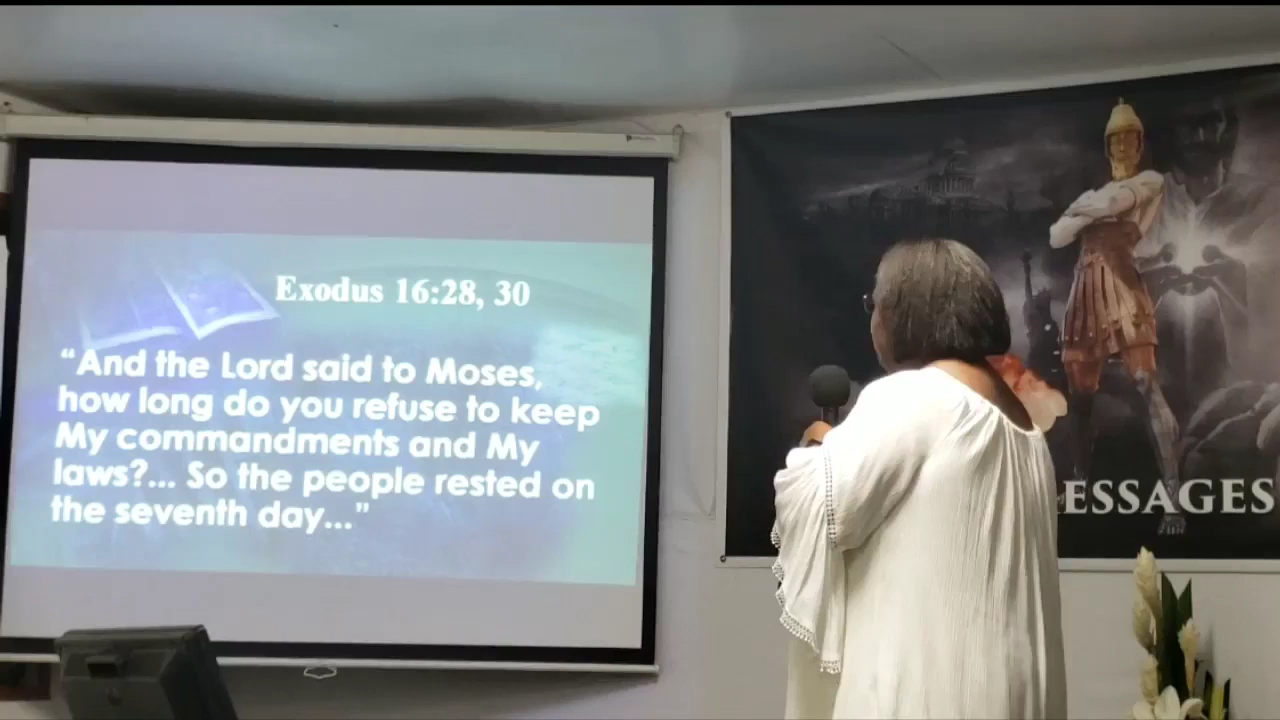 Exodus 16:28, 30
“And the Lord said to Moses,
how long do you refuse to keep
My commandments and My
laws?... So the people rested on
the seventh day...”
ESSAGES